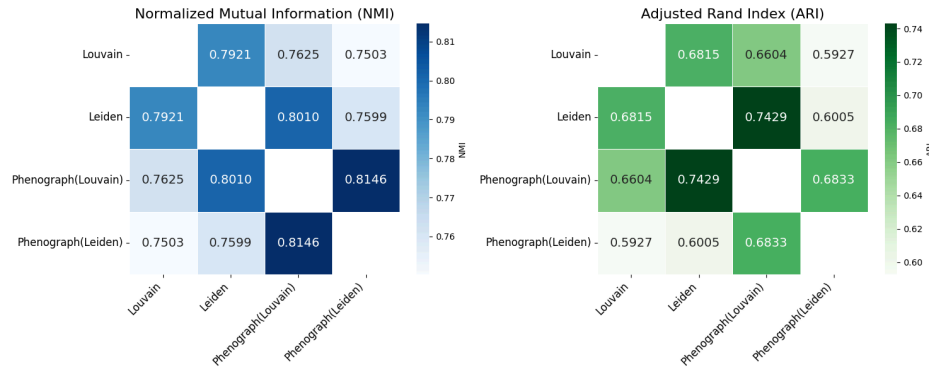 Normalized Mutual Information (NMI)
Louvain
0.7921 0.7625 0.7503
Leiden
0.7921 0.8010 0.7599
Phenograph(Louvain)
0.7625 0.8010 0.8146
Phenograph(Leiden)
0.7503 0.7599 0.8146
Louvain
Leiden
Phenograph(Louvain)
Phenograph(Leiden)
0.81
0.80
0.79
0.78
0.77
0.76
NMI
Adjusted Rand Index (ARI)
Louvain
0.6815 0.6604 0.5927
Leiden
0.6815 0.7429 0.6005
Phenograph(Louvain)
0.6604 0.7429 0.6833
Phenograph(Leiden)
0.5927 0.6005 0.6833
Louvain
Leiden
Phenograph(Louvain)
Phenograph(Leiden)
0.74
0.72
0.70
0.68
0.66
0.64
0.62
0.60